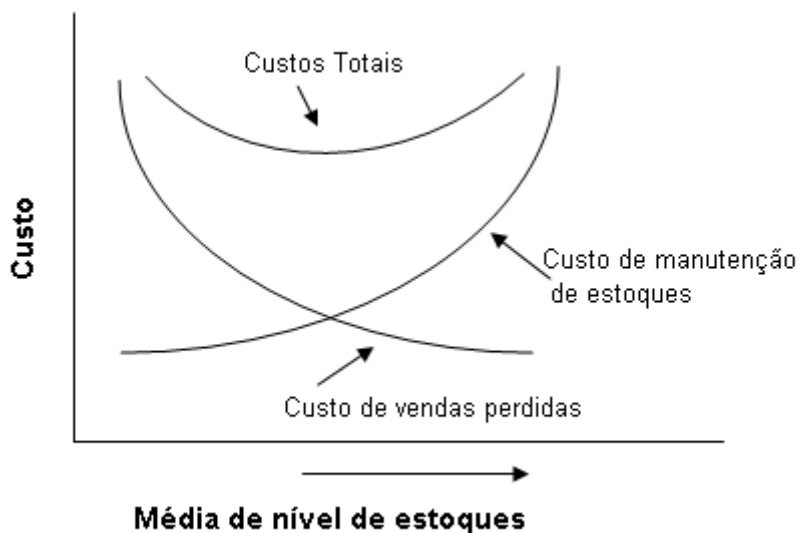 Custos Totais
Custo
Custo de manutenção
de estoques
Custo de vendas perdidas
Média de nível de estoques